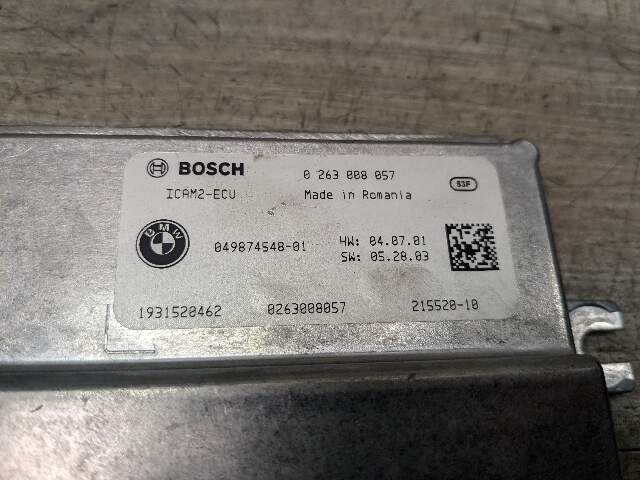 BOSCH 0 263 008 057
ICAM2-ECU Made in Romania 53F
BMW 049874548-01 HW: 04.07.01
SW: 05.28.03
1931520462 0263008057 215520-10